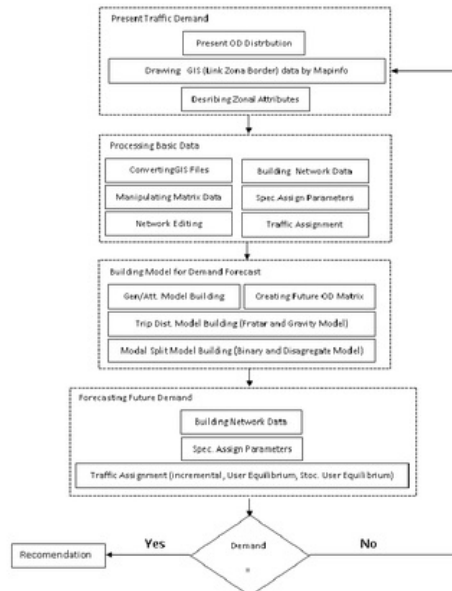 Present Traffic Demand
Present OD Distrbution
Drawing GIS (Link Zona Border) data by Mapinfo
Desribing Zonal Attributes
Processing Basic Data
ConvertingGIS Files
Building Network Data
Manipulating Matrix Data
Spec.Assign Parameters
Network Editing
Traffic Assignment
Building Model for Demand Forecast
Gen/Att. Model Building
Creating Future OD Matrix
Trip Dist. Model Building (Fratar and Gravity Model)
Modal Split Model Building (Binary and Disagregate Model)
Forecasting Future Demand
Building Network Data
Spec. Assign Parameters
Traffic Assignment (incremental, User Equilibrium, Stoc. User Equilibrium)
Yes
Demand
No
Recomendation